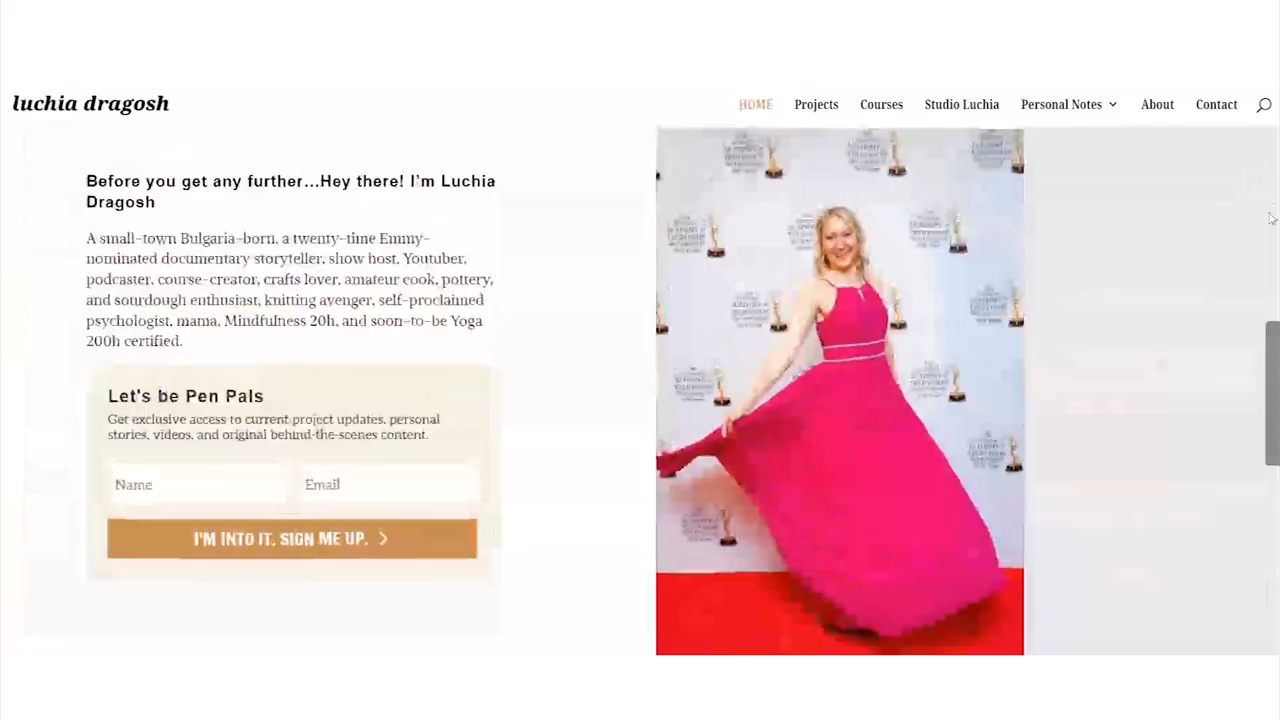 luchia dragosh
HOME
Projects
Courses
Studio Luchia
Personal Notes
About
Contact
Before you get any further...Hey there! I'm Luchia
Dragosh
A small-town Bulgaria-born, a twenty-time Emmy-
nominated documentary storyteller, show host, Youtuber,
podcaster, course-creator, crafts lover, amateur cook, pottery,
and sourdough enthusiast, knitting avenger, self-proclaimed
psychologist, mama, Mindfulness 20h, and soon-to-be Yoga
200h certified.
Let's be Pen Pals
Get exclusive access to current project updates, personal
stories, videos, and original behind-the-scenes content.
Name
Email
I'M INTO IT, SIGN ME UP.